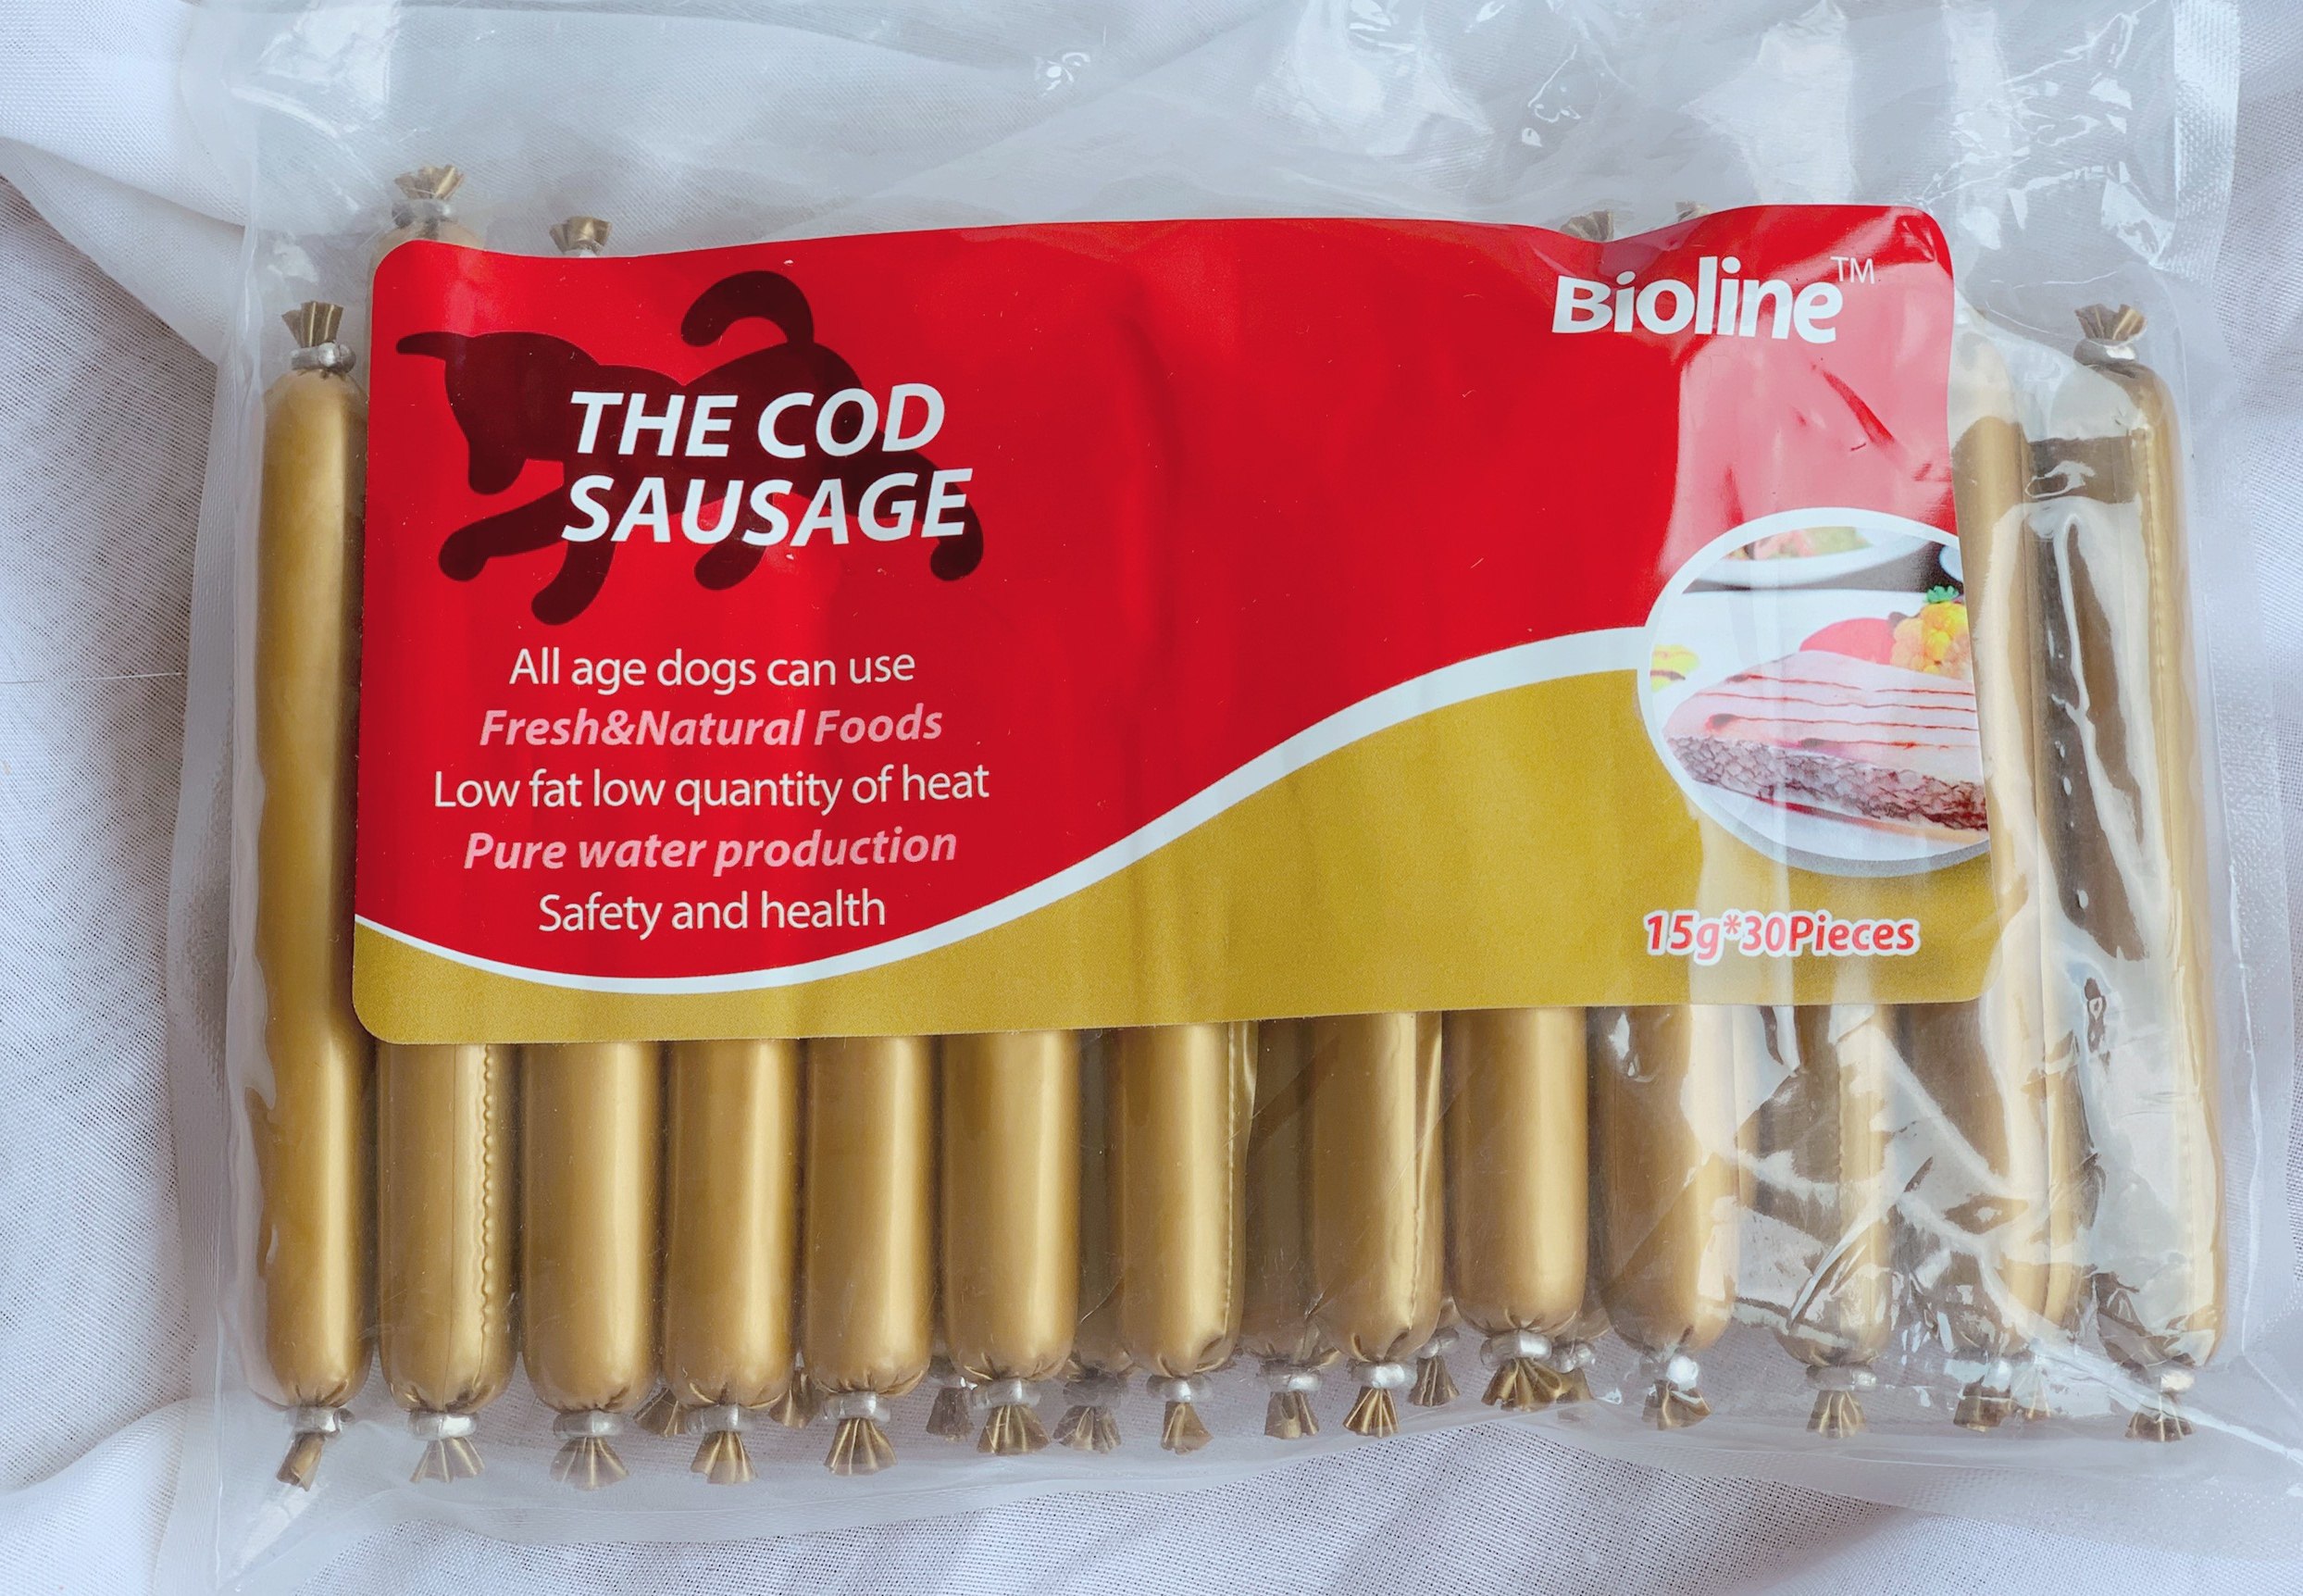 Bioline™
THE COD
SAUSAGE
All age dogs can use
Fresh&Natural Foods
Low fat low quantity of heat
Pure water production
Safety and health
15g*30Pieces